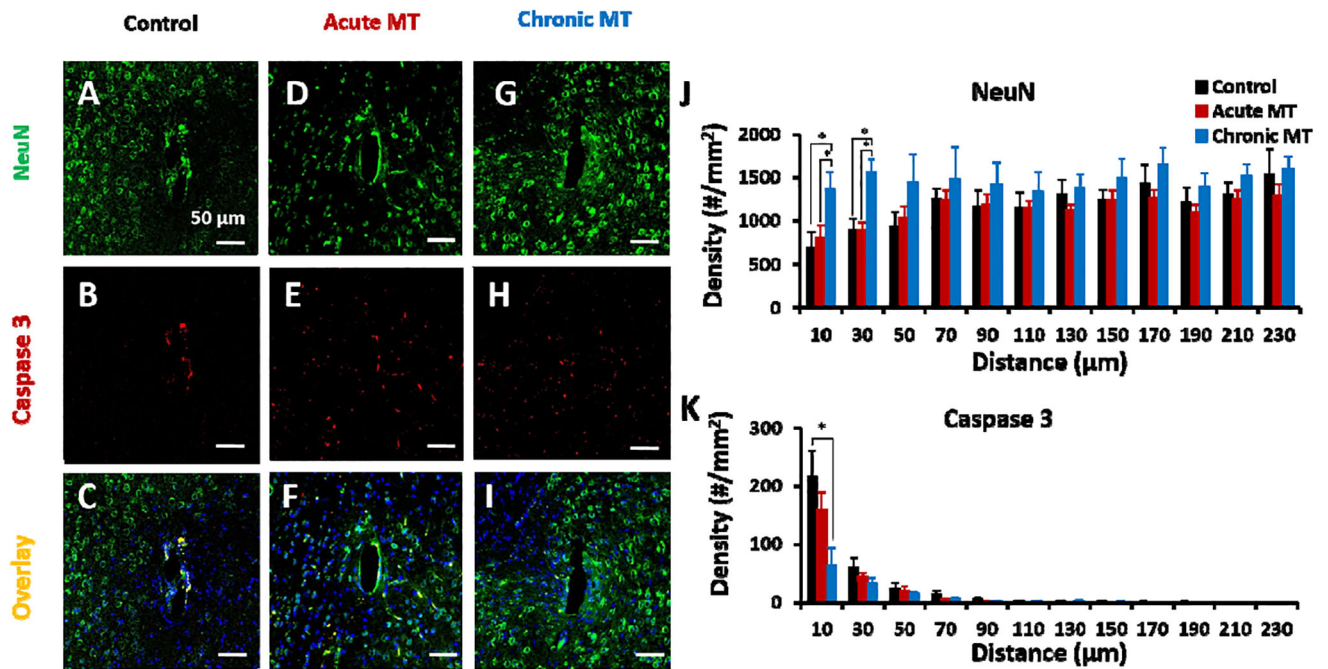 Control
Acute MT
Chronic MT
NeuN
A
50 µm
D
G
Caspase 3
B
E
H
Overlay
C
F
I
J
NeuN
Control
Acute MT
Chronic MT
Density (#/mm²)
2000
1500
1000
500
0
* *
* *
10 30 50 70 90 110 130 150 170 190 210 230
Distance (µm)
K
Caspase 3
Density (#/mm²)
300
200
100
0
*
10 30 50 70 90 110 130 150 170 190 210 230
Distance (µm)